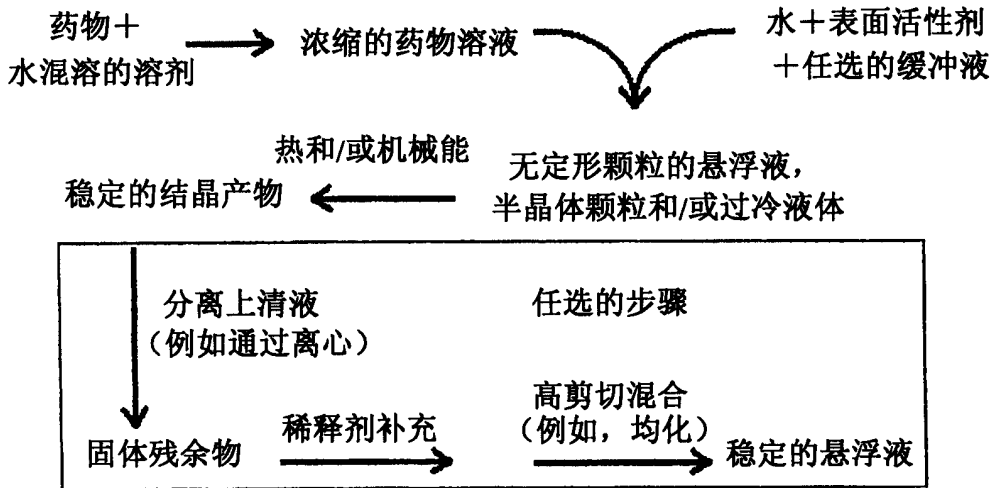 药物＋
水混溶的溶剂
浓缩的药物溶液
水＋表面活性剂
＋任选的缓冲液
热和/或机械能
稳定的结晶产物
无定形颗粒的悬浮液，
半晶体颗粒和/或过冷液体
分离上清液
（例如通过离心）
任选的步骤
固体残余物
稀释剂补充
高剪切混合
（例如，均化）
稳定的悬浮液